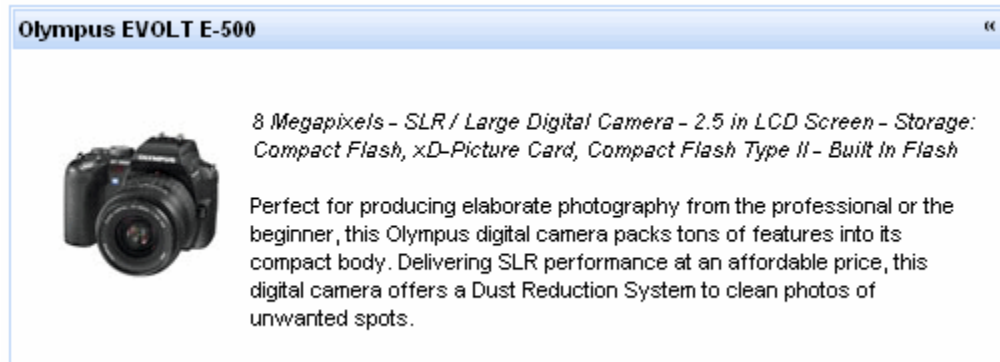 Olympus EVOLT E-500 «
8 Megapixels - SLR / Large Digital Camera - 2.5 in LCD Screen - Storage:
Compact Flash, xD-Picture Card, Compact Flash Type II - Built In Flash
OLYMPUS
Perfect for producing elaborate photography from the professional or the
beginner, this Olympus digital camera packs tons of features into its
compact body. Delivering SLR performance at an affordable price, this
digital camera offers a Dust Reduction System to clean photos of
unwanted spots.